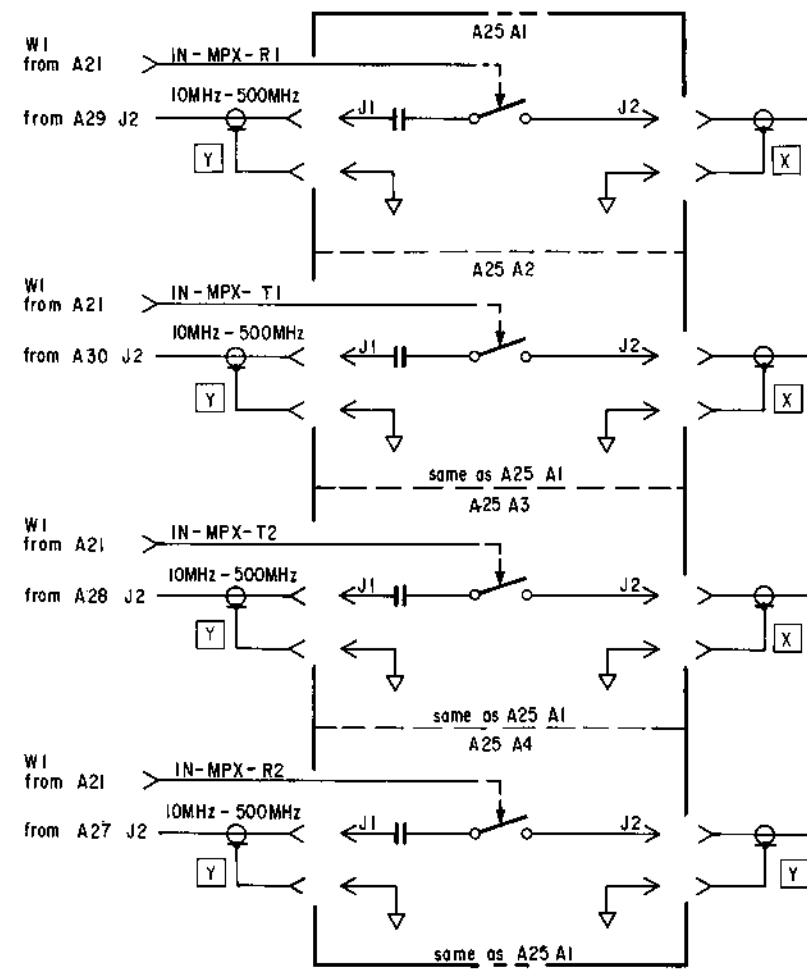 A25 A1
W1
from A21
IN-MPX-R1
10MHz-500MHz
from A29 J2
J1
J2
Y
X
A25 A2
W1
from A21
IN-MPX-T1
10MHz-500MHz
from A30 J2
J1
J2
Y
X
same as A25 A1
A25 A3
W1
from A21
IN-MPX-T2
10MHz-500MHz
from A28 J2
J1
J2
Y
X
same as A25 A1
A25 A4
W1
from A21
IN-MPX-R2
10MHz-500MHz
from A27 J2
J1
J2
Y
Y
same as A25 A1